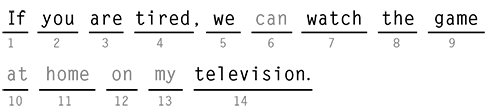 If you are tired, we can watch the game
1 2 3 4 5 6 7 8 9
at home on my television.
10 11 12 13 14